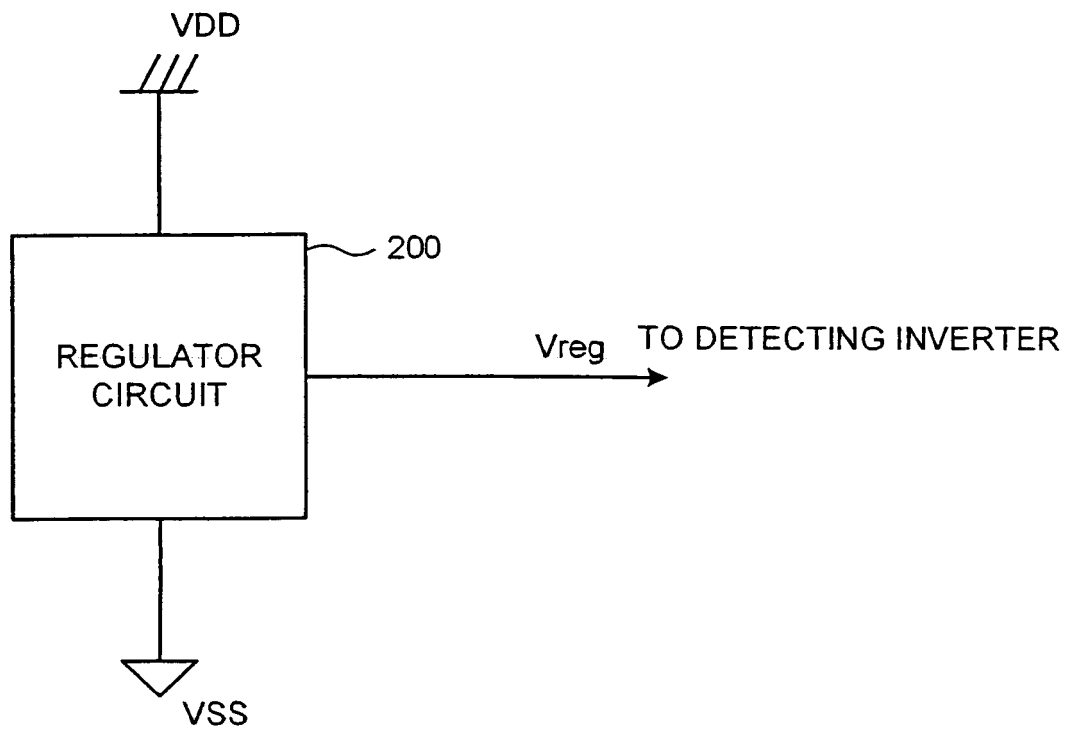 VDD
200
REGULATOR
CIRCUIT
Vreg
TO DETECTING INVERTER
VSS